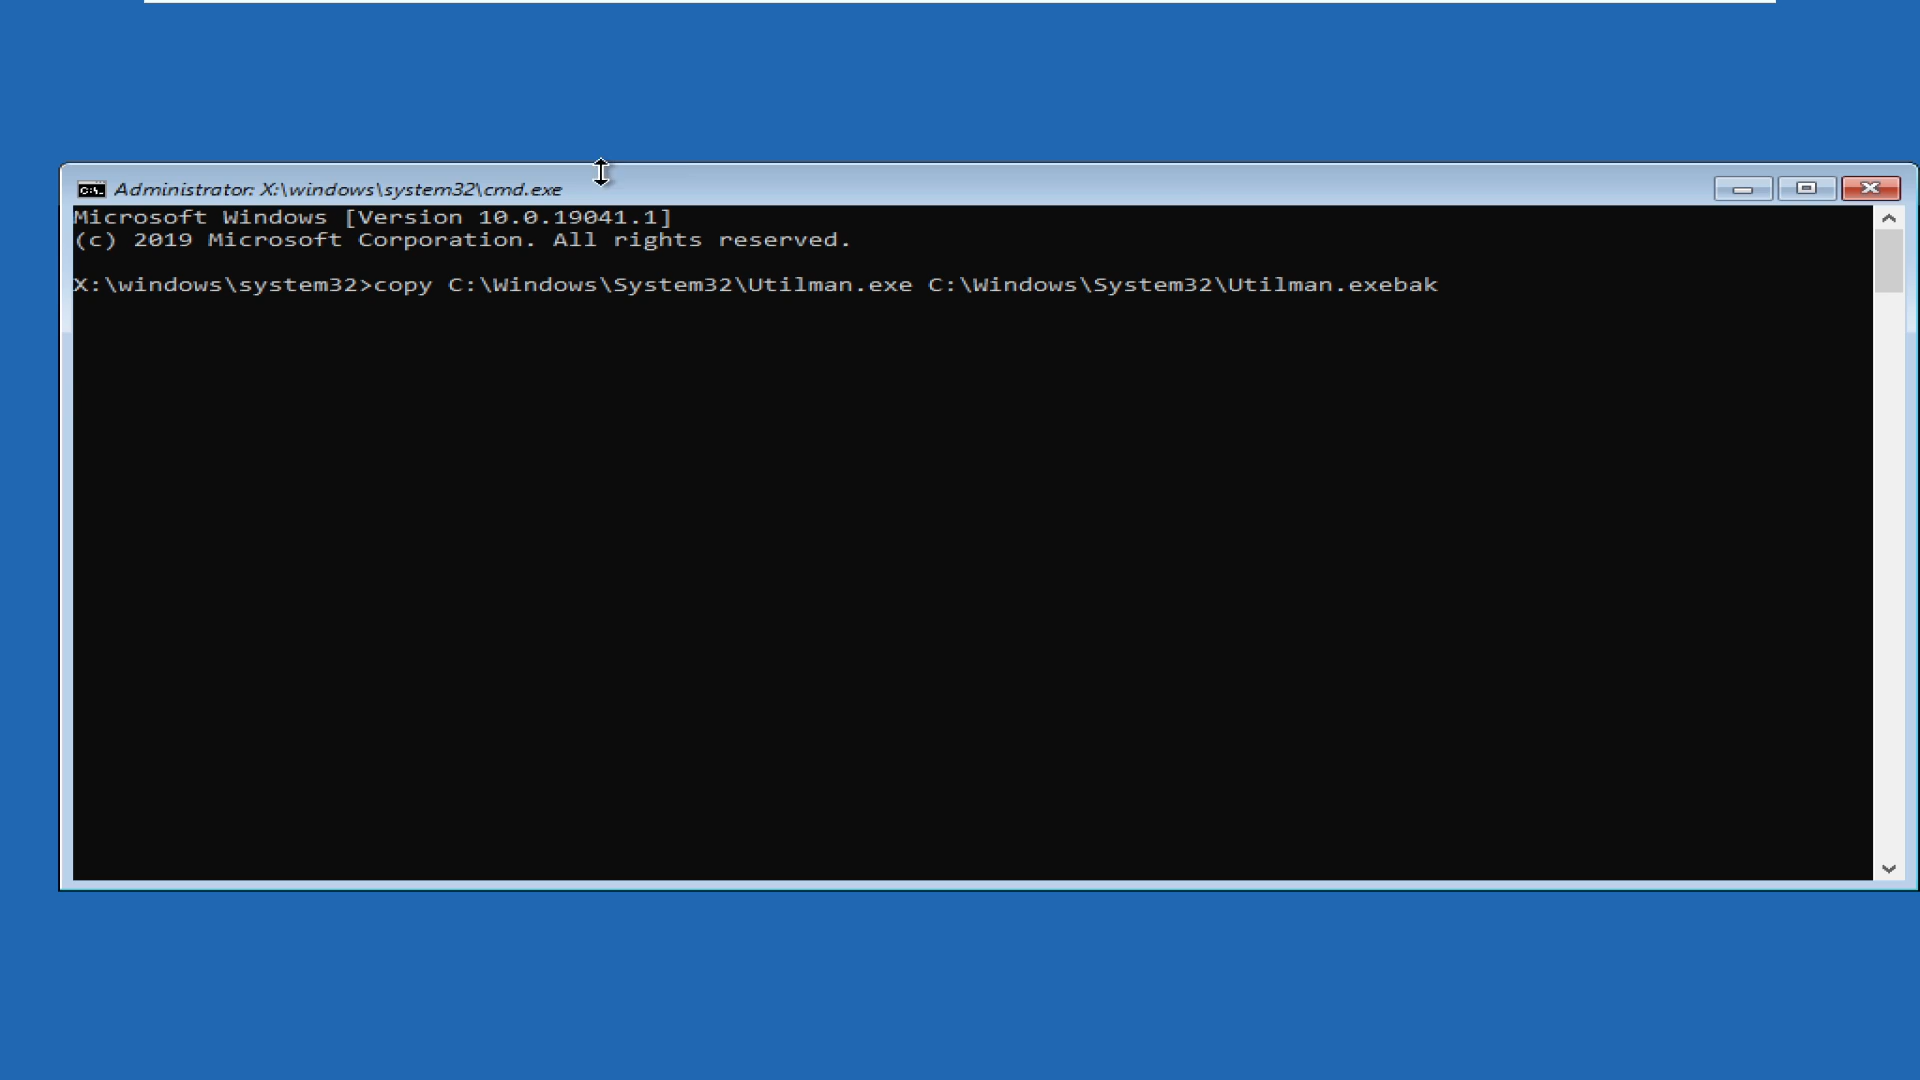 Administrator: X:\windows\system32\cmd.exe
Microsoft Windows [Version 10.0.19041.1]
(c) 2019 Microsoft Corporation. All rights reserved.
X:\windows\system32>copy C:\Windows\System32\Utilman.exe C:\Windows\System32\Utilman.exebak